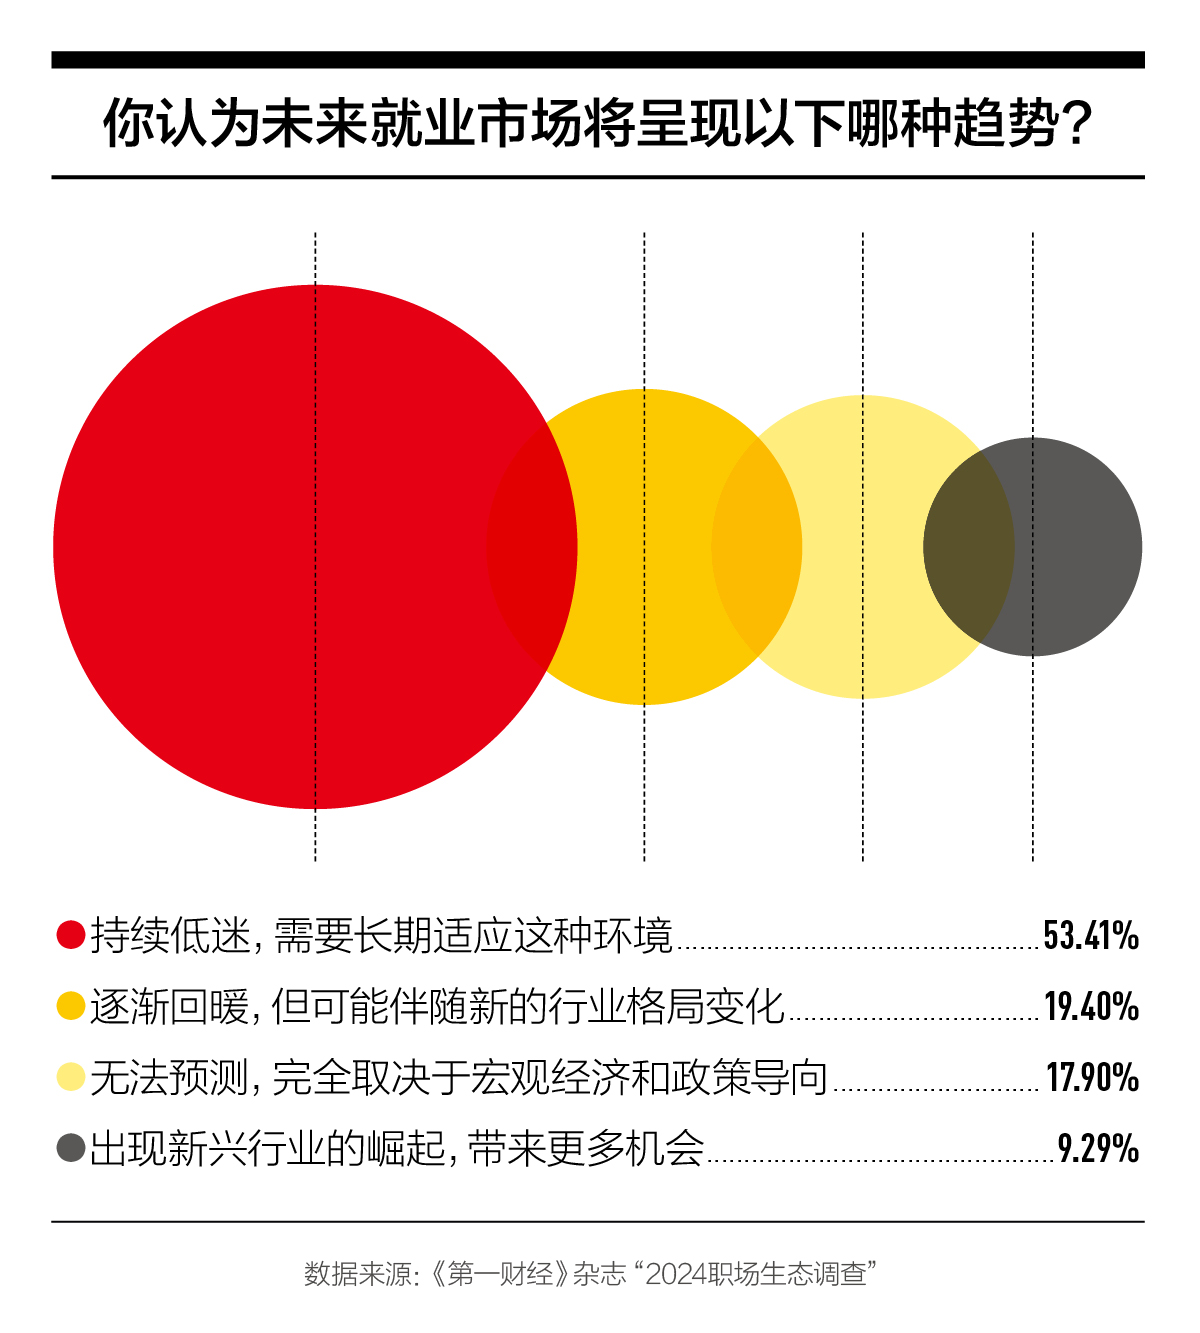 你认为未来就业市场将呈现以下哪种趋势？
持续低迷，需要长期适应这种环境 53.41%
逐渐回暖，但可能伴随新的行业格局变化 19.40%
无法预测，完全取决于宏观经济和政策导向 17.90%
出现新兴行业的崛起，带来更多机会 9.29%
数据来源：《第一财经》杂志“2024职场生态调查”